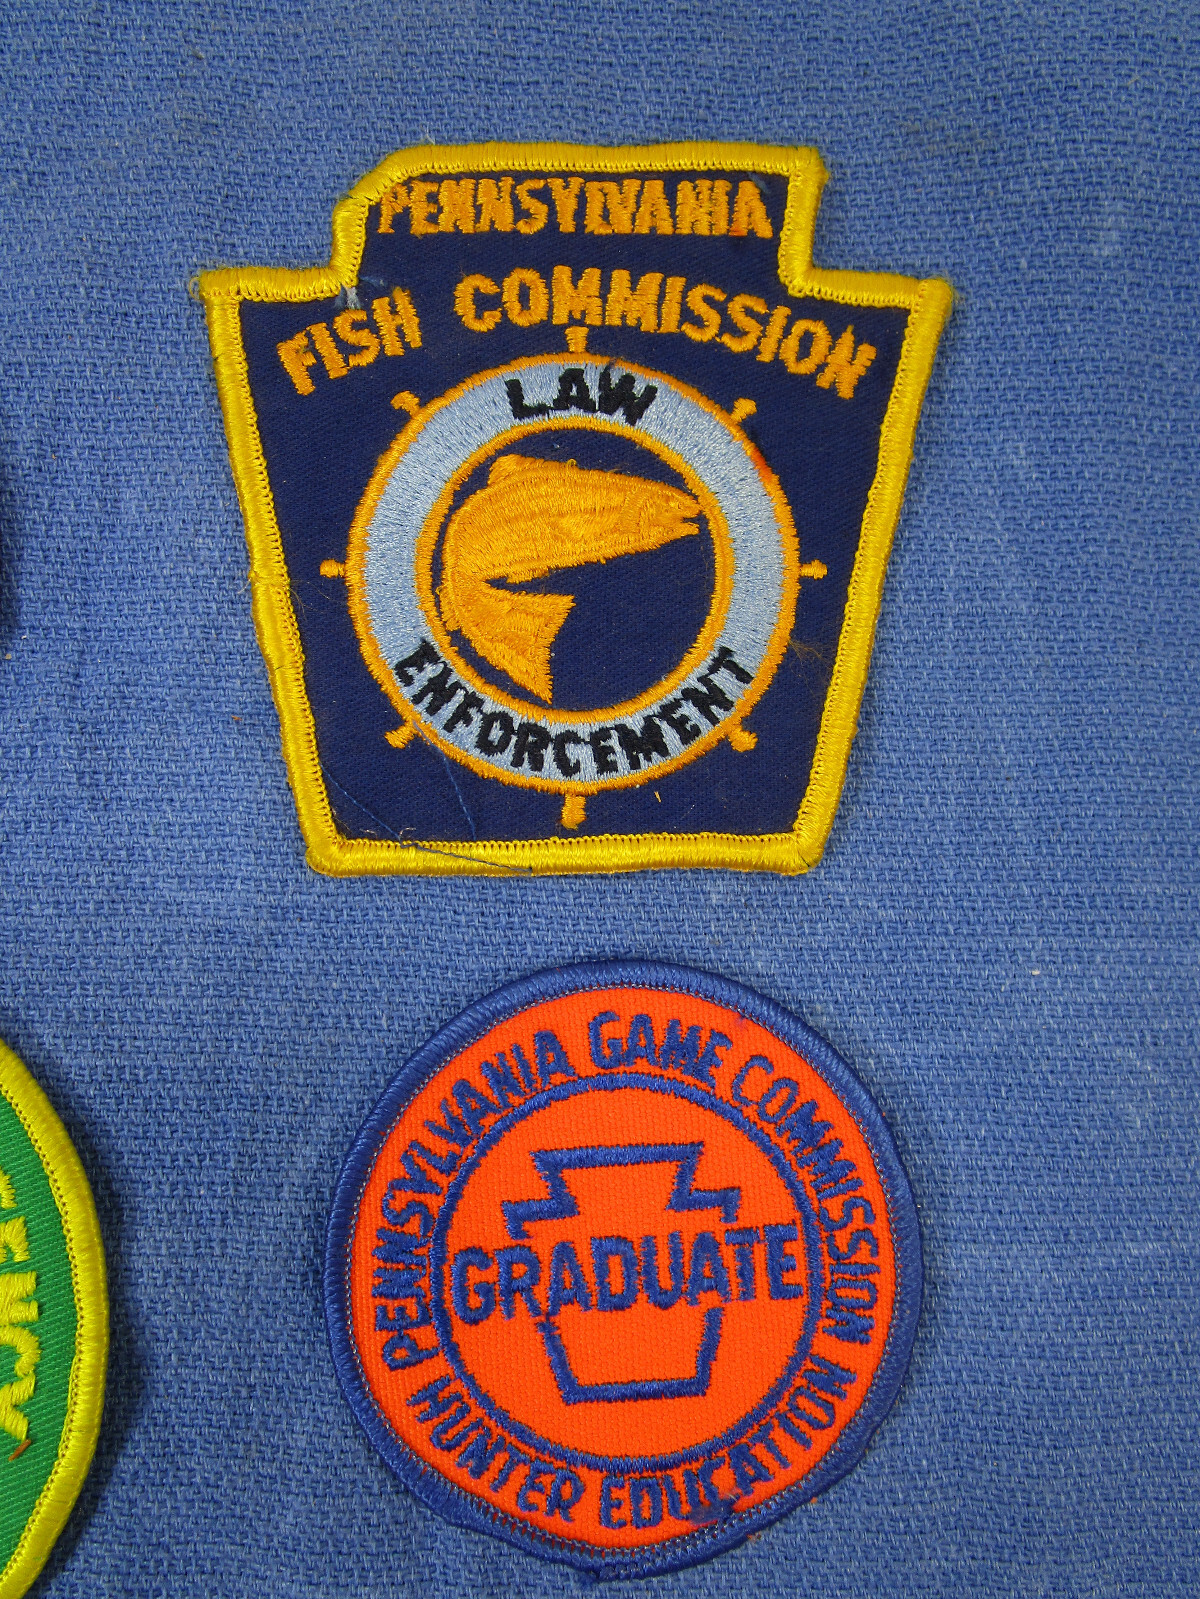 PENNSYLVANIA
FISH COMMISSION
LAW
ENFORCEMENT
PENNSYLVANIA GAME COMMISSION
GRADUATE
HUNTER EDUCATION